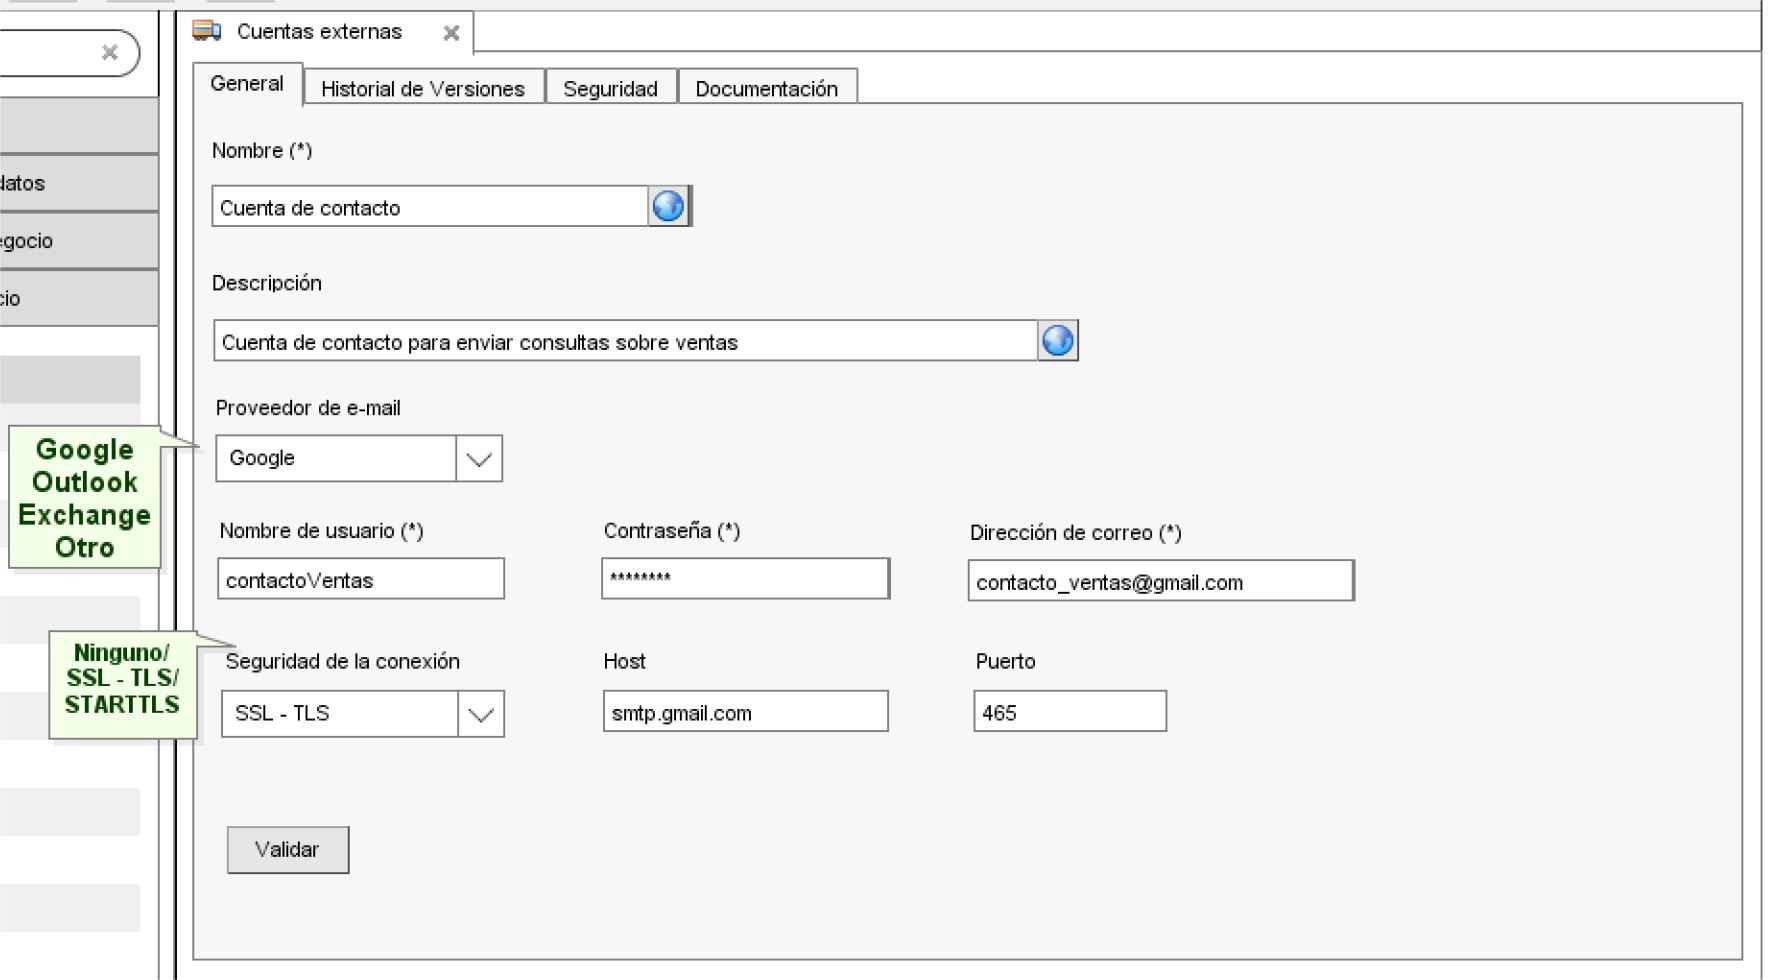 Cuentas externas
General
Historial de Versiones
Seguridad
Documentación
datos
egocio
cio
Nombre (*)
Cuenta de contacto
Descripción
Cuenta de contacto para enviar consultas sobre ventas
Proveedor de e-mail
Google
Google
Outlook
Exchange
Otro
Nombre de usuario (*)
Contraseña (*)
Dirección de correo (*)
contactoVentas
********
contacto_ventas@gmail.com
Ninguno/
SSL - TLS/
STARTTLS
Seguridad de la conexión
Host
Puerto
SSL - TLS
smtp.gmail.com
465
Validar